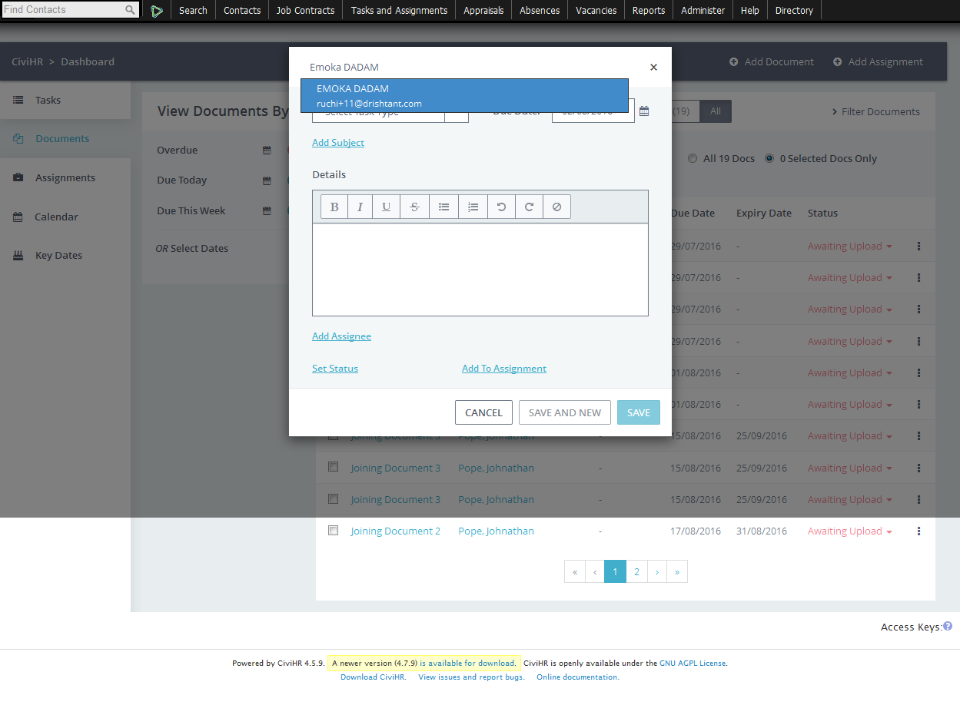 Find Contacts
Search Contacts Job Contracts Tasks and Assignments Appraisals Absences Vacancies Reports Administer Help Directory
CiviHR > Dashboard
Add Document Add Assignment
Emoka DADAM ×
EMOKA DADAM
ruchi+11@drishtant.com
Tasks
Documents
Assignments
Calendar
Key Dates
View Documents By
Overdue
Due Today
Due This Week
OR Select Dates
(19) All
Filter Documents
All 19 Docs 0 Selected Docs Only
Select Task Type
Add Subject
Details
B I U S
Add Assignee
Set Status Add To Assignment
CANCEL SAVE AND NEW SAVE
Due Date Expiry Date Status
29/07/2016 - Awaiting Upload
29/07/2016 - Awaiting Upload
29/07/2016 - Awaiting Upload
29/07/2016 - Awaiting Upload
01/08/2016 - Awaiting Upload
01/08/2016 - Awaiting Upload
Joining Document 3 Pope, Johnathan - 15/08/2016 25/09/2016 Awaiting Upload
Joining Document 3 Pope, Johnathan - 15/08/2016 25/09/2016 Awaiting Upload
Joining Document 3 Pope, Johnathan - 15/08/2016 25/09/2016 Awaiting Upload
Joining Document 2 Pope, Johnathan - 17/08/2016 31/08/2016 Awaiting Upload
« ‹ 1 2 › »
Access Keys:
Powered by CiviHR 4.5.9. A newer version (4.7.9) is available for download. CiviHR is openly available under the GNU AGPL License.
Download CiviHR. View issues and report bugs. Online documentation.